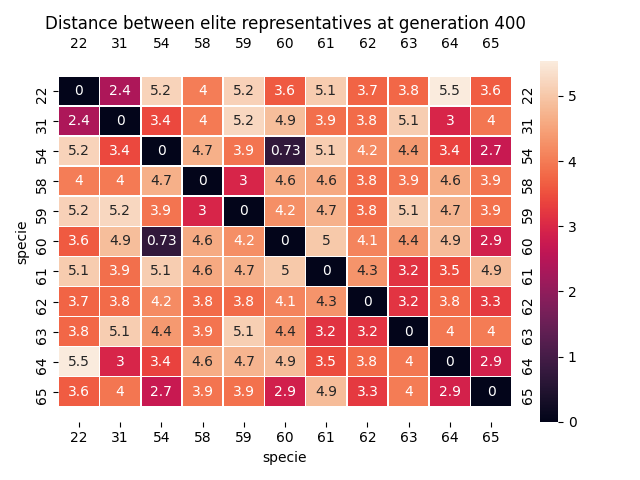 Distance between elite representatives at generation 400
22 31 54 58 59 60 61 62 63 64 65
22 0 2.4 5.2 4 5.2 3.6 5.1 3.7 3.8 5.5 3.6 22
31 2.4 0 3.4 4 5.2 4.9 3.9 3.8 5.1 3 4 31
54 5.2 3.4 0 4.7 3.9 0.73 5.1 4.2 4.4 3.4 2.7 54
58 4 4 4.7 0 3 4.6 4.6 3.8 3.9 4.6 3.9 58
59 5.2 5.2 3.9 3 0 4.2 4.7 3.8 5.1 4.7 3.9 59
60 3.6 4.9 0.73 4.6 4.2 0 5 4.1 4.4 4.9 2.9 60
61 5.1 3.9 5.1 4.6 4.7 5 0 4.3 3.2 3.5 4.9 61
62 3.7 3.8 4.2 3.8 3.8 4.1 4.3 0 3.2 3.8 3.3 62
63 3.8 5.1 4.4 3.9 5.1 4.4 3.2 3.2 0 4 4 63
64 5.5 3 3.4 4.6 4.7 4.9 3.5 3.8 4 0 2.9 64
65 3.6 4 2.7 3.9 3.9 2.9 4.9 3.3 4 2.9 0 65
22 31 54 58 59 60 61 62 63 64 65
specie
specie
5
4
3
2
1
0